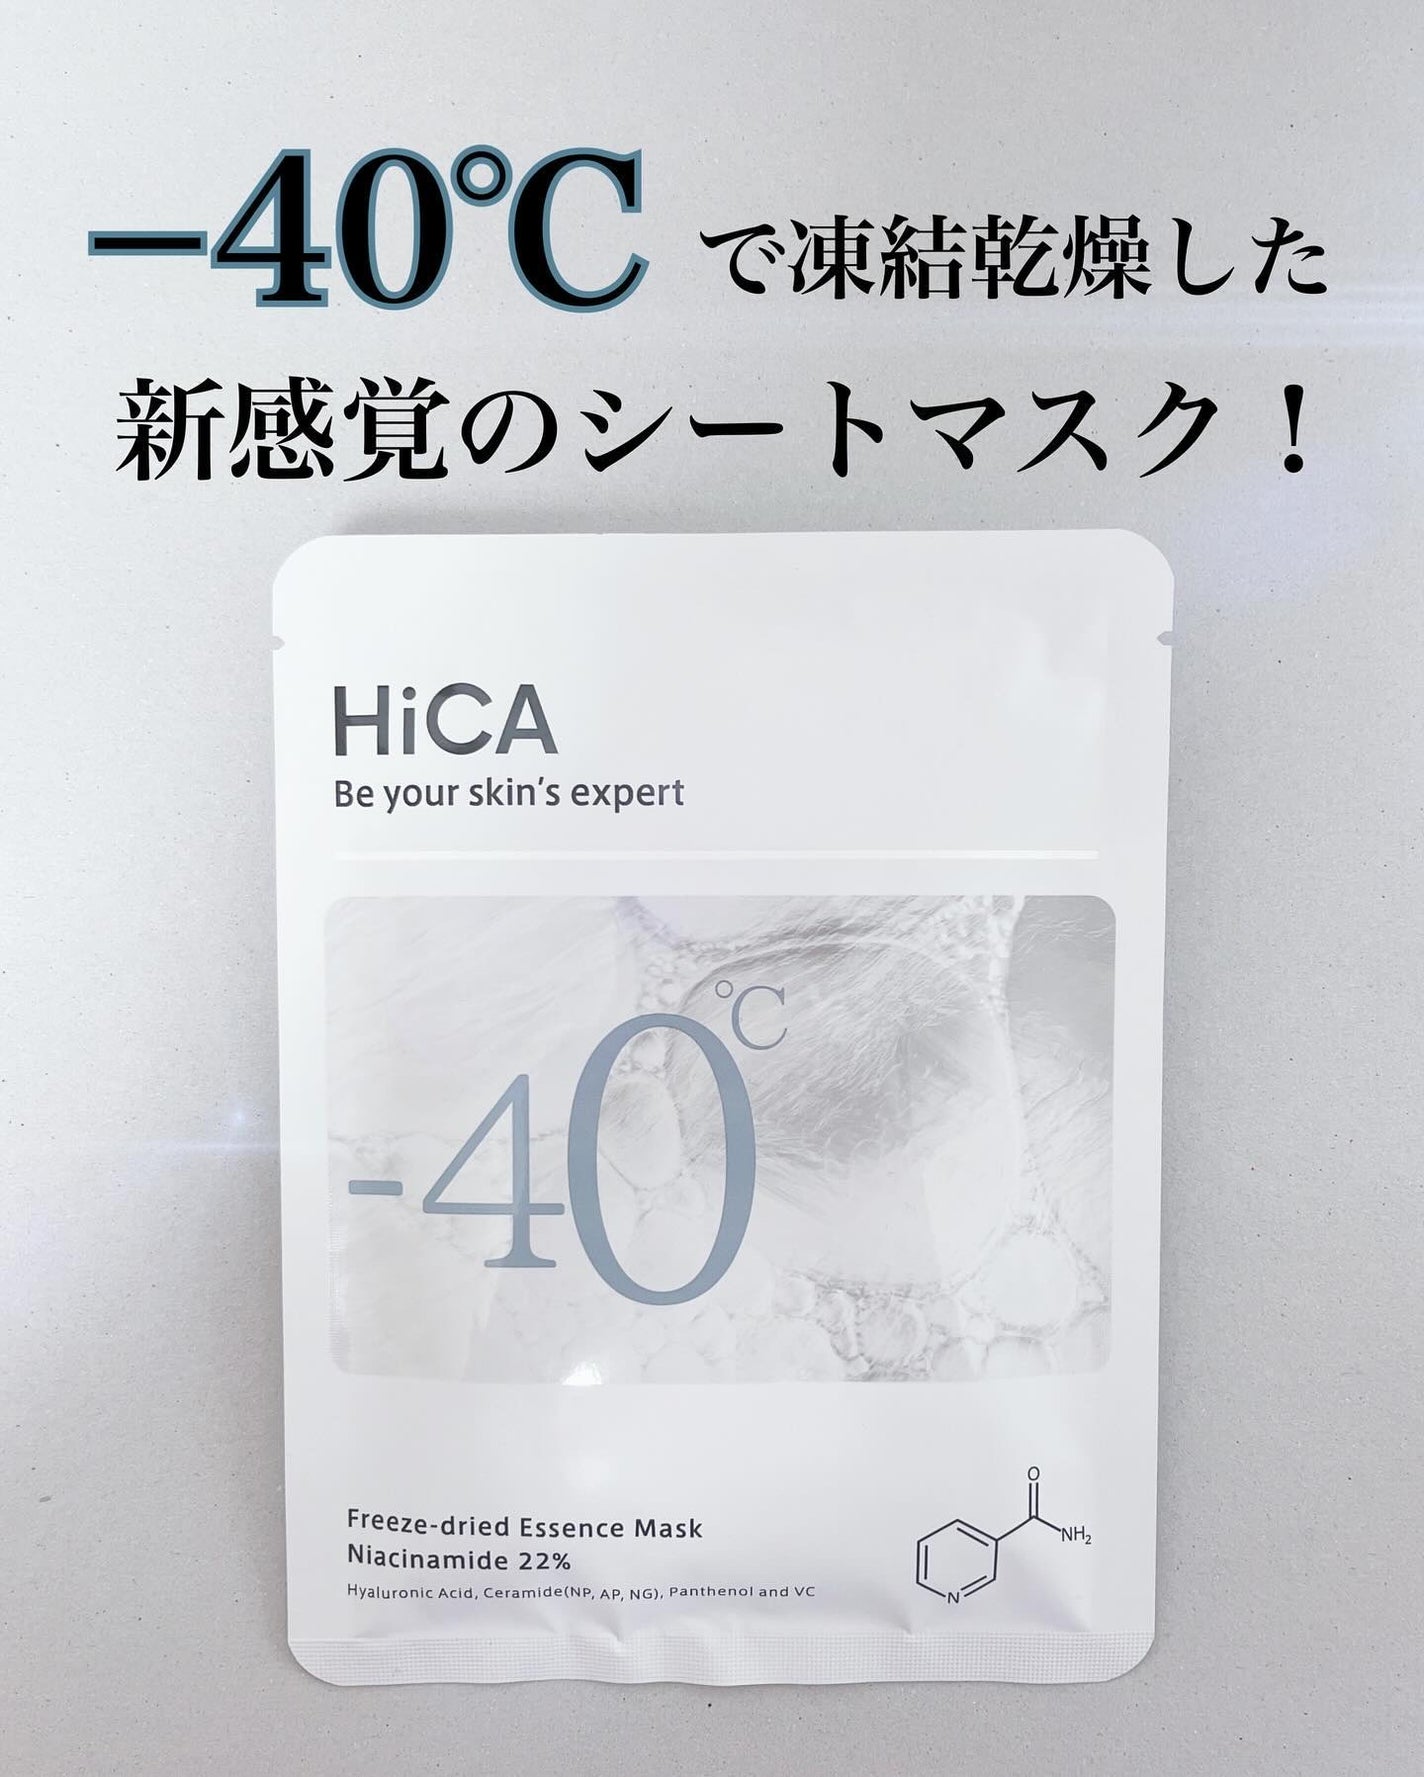 −40℃で凍結乾燥した
新感覚のシートマスク！
HiCA
Be your skin's expert
-40℃
Freeze-dried Essence Mask
Niacinamide 22%
Hyaluronic Acid, Ceramide(NP, AP, NG), Panthenol and VC
O
NH₂
N